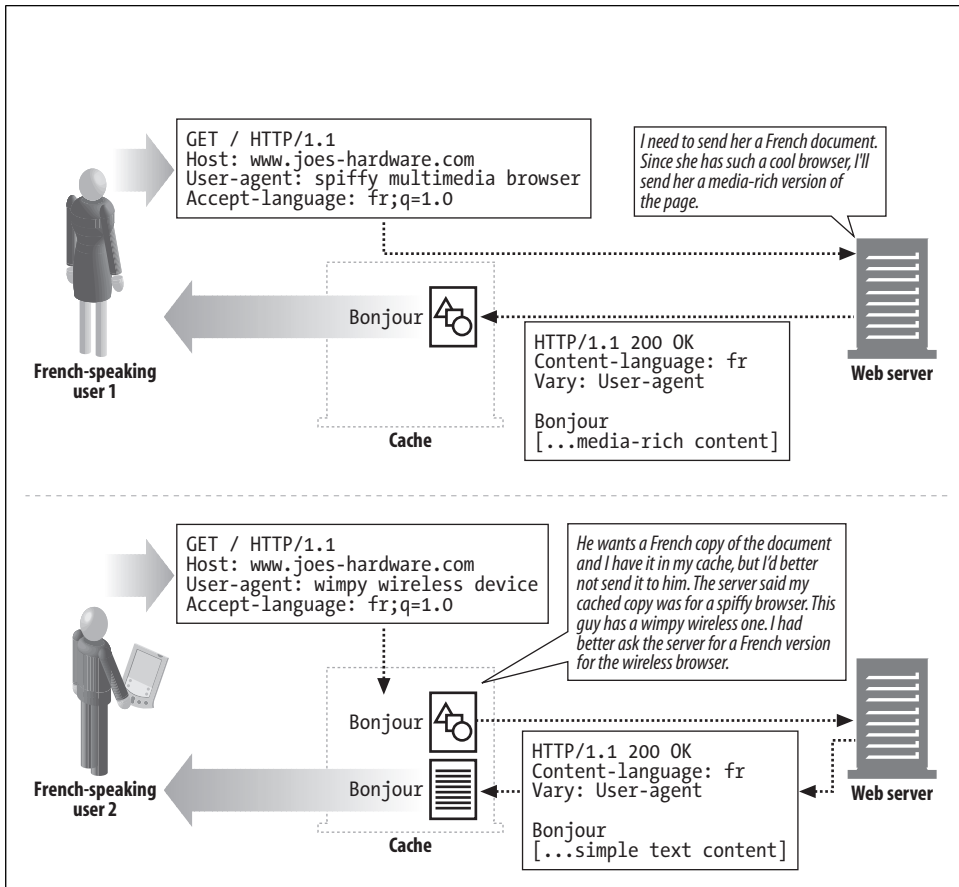 GET / HTTP/1.1
Host: www.joes-hardware.com
User-agent: spiffy multimedia browser
Accept-language: fr;q=1.0
I need to send her a French document.
Since she has such a cool browser, I'll
send her a media-rich version of
the page.
Bonjour
HTTP/1.1 200 OK
Content-language: fr
Vary: User-agent
Bonjour
[...media-rich content]
French-speaking
user 1
Cache
Web server
GET / HTTP/1.1
Host: www.joes-hardware.com
User-agent: wimpy wireless device
Accept-language: fr;q=1.0
He wants a French copy of the document
and I have it in my cache, but I'd better
not send it to him. The server said my
cached copy was for a spiffy browser. This
guy has a wimpy wireless one. I had
better ask the server for a French version
for the wireless browser.
Bonjour
Bonjour
HTTP/1.1 200 OK
Content-language: fr
Vary: User-agent
Bonjour
[...simple text content]
French-speaking
user 2
Cache
Web server